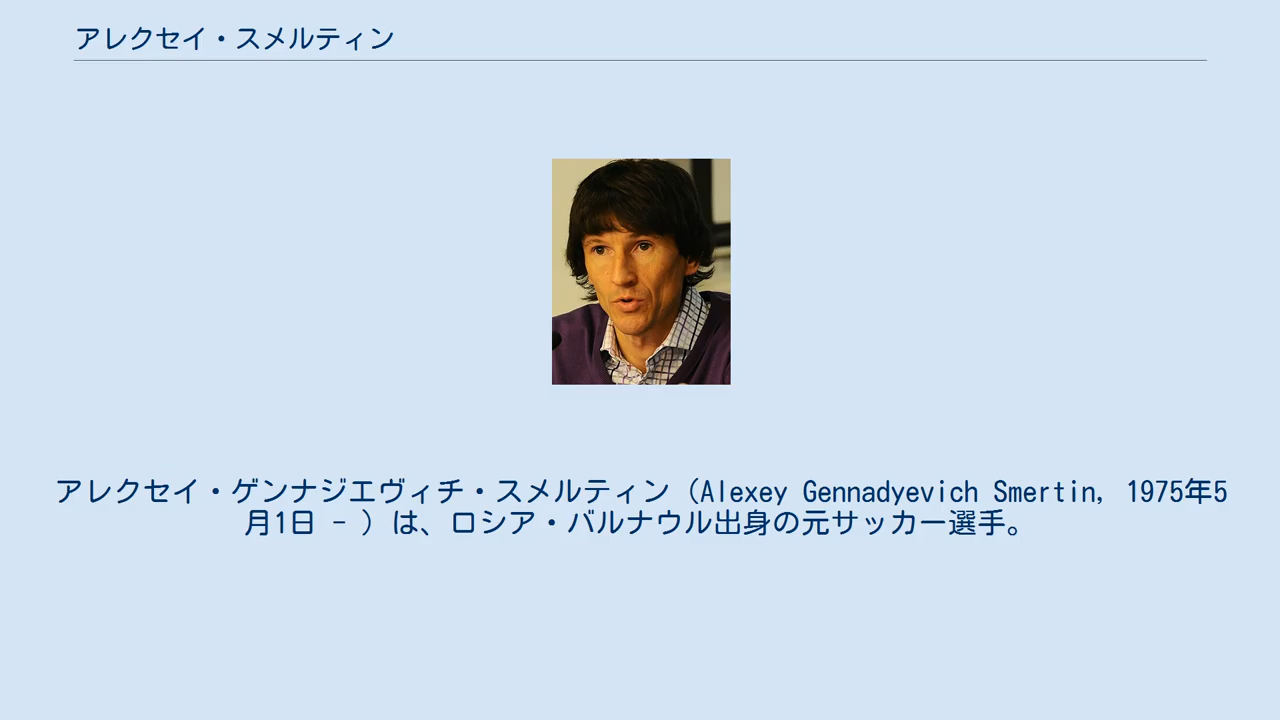 アレクセイ・スメルティン
アレクセイ・ゲンナジエヴィチ・スメルティン（Alexey Gennadyevich Smertin, 1975年5
月1日 - ）は、ロシア・バルナウル出身の元サッカー選手。